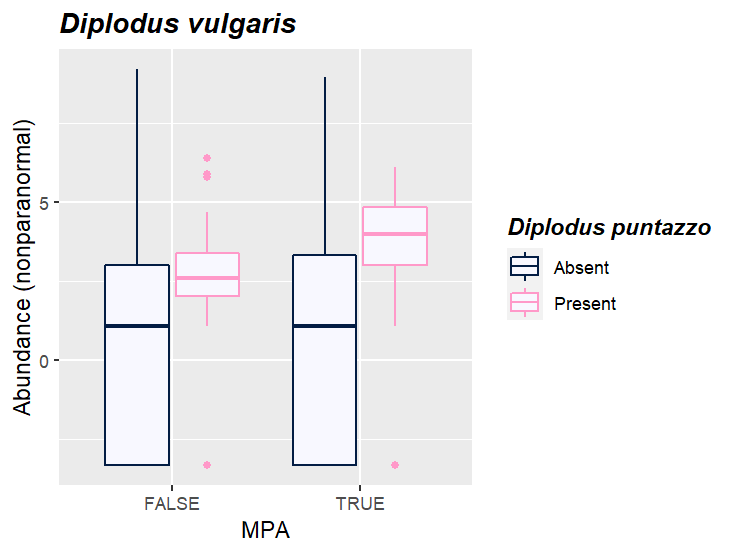 Diplodus vulgaris
Abundance (nonparanormal)
5
0
FALSE
TRUE
MPA
Diplodus puntazzo
Absent
Present